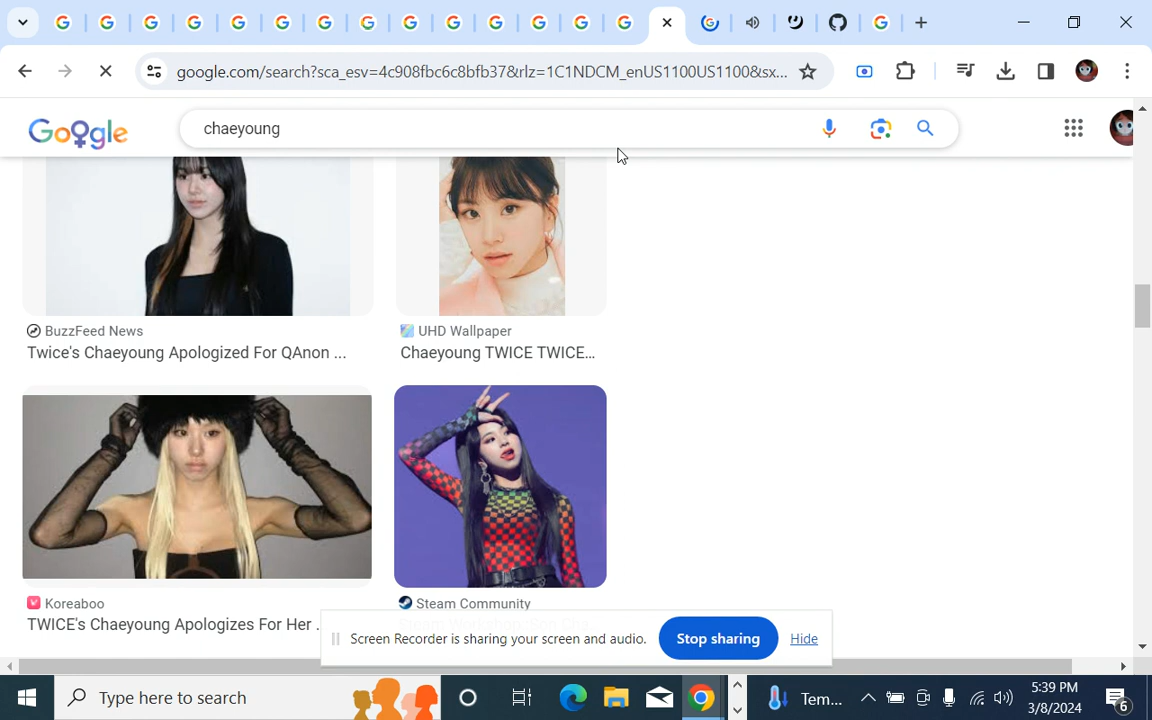 google.com/search?sca_esv=4c908fbc6c8bfb37&rlz=1C1NDCM_enUS1100US1100&sx...
Google
chaeyoung
BuzzFeed News
Twice's Chaeyoung Apologized For QAnon ...
UHD Wallpaper
Chaeyoung TWICE TWICE...
Koreaboo
TWICE's Chaeyoung Apologizes For Her .
Steam Community
Screen Recorder is sharing your screen and audio.
Stop sharing
Hide
Type here to search
Tem...
5:39 PM
3/8/2024
6